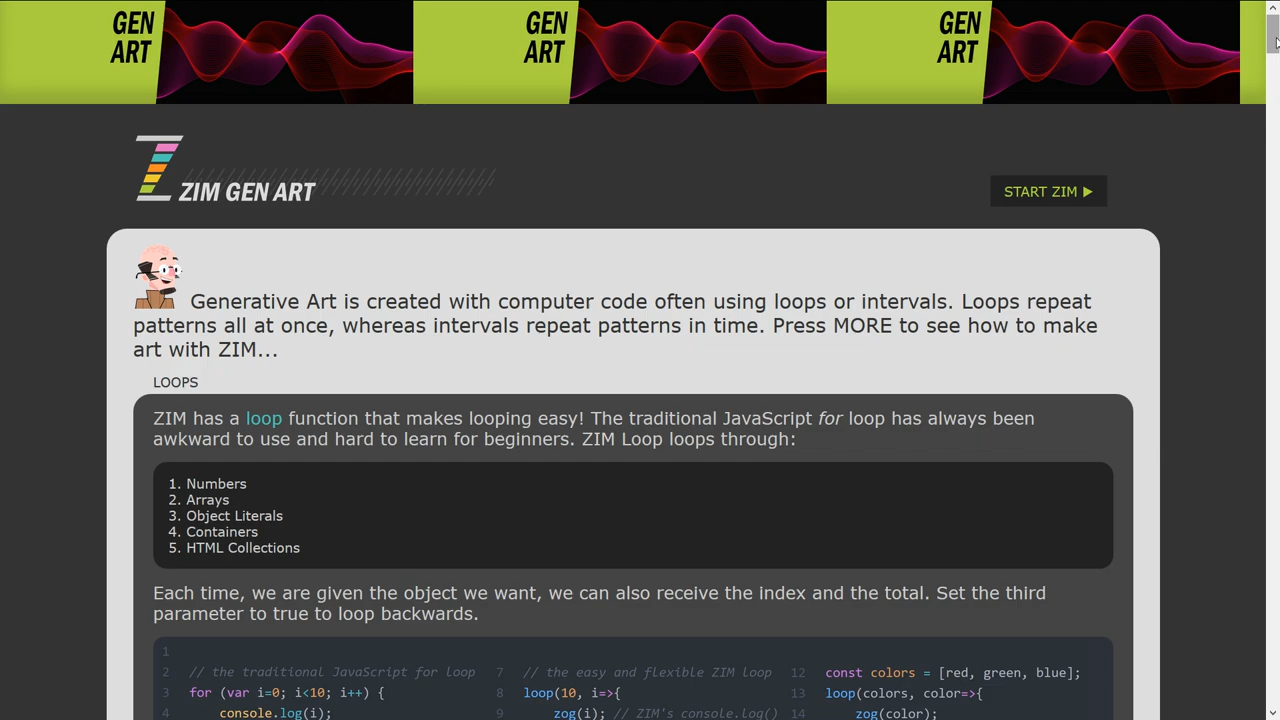 GEN
ART
GEN
ART
GEN
ART
ZIM GEN ART
START ZIM ▶
Generative Art is created with computer code often using loops or intervals. Loops repeat
patterns all at once, whereas intervals repeat patterns in time. Press MORE to see how to make
art with ZIM...
LOOPS
ZIM has a loop function that makes looping easy! The traditional JavaScript for loop has always been
awkward to use and hard to learn for beginners. ZIM Loop loops through:
1. Numbers
2. Arrays
3. Object Literals
4. Containers
5. HTML Collections
Each time, we are given the object we want, we can also receive the index and the total. Set the third
parameter to true to loop backwards.
1
2 // the traditional JavaScript for loop
3 for (var i=0; i<10; i++) {
4 console.log(i);
7 // the easy and flexible ZIM loop
8 loop(10, i=>{
9 zog(i); // ZIM's console.log()
12 const colors = [red, green, blue];
13 loop(colors, color=>{
14 zog(color);